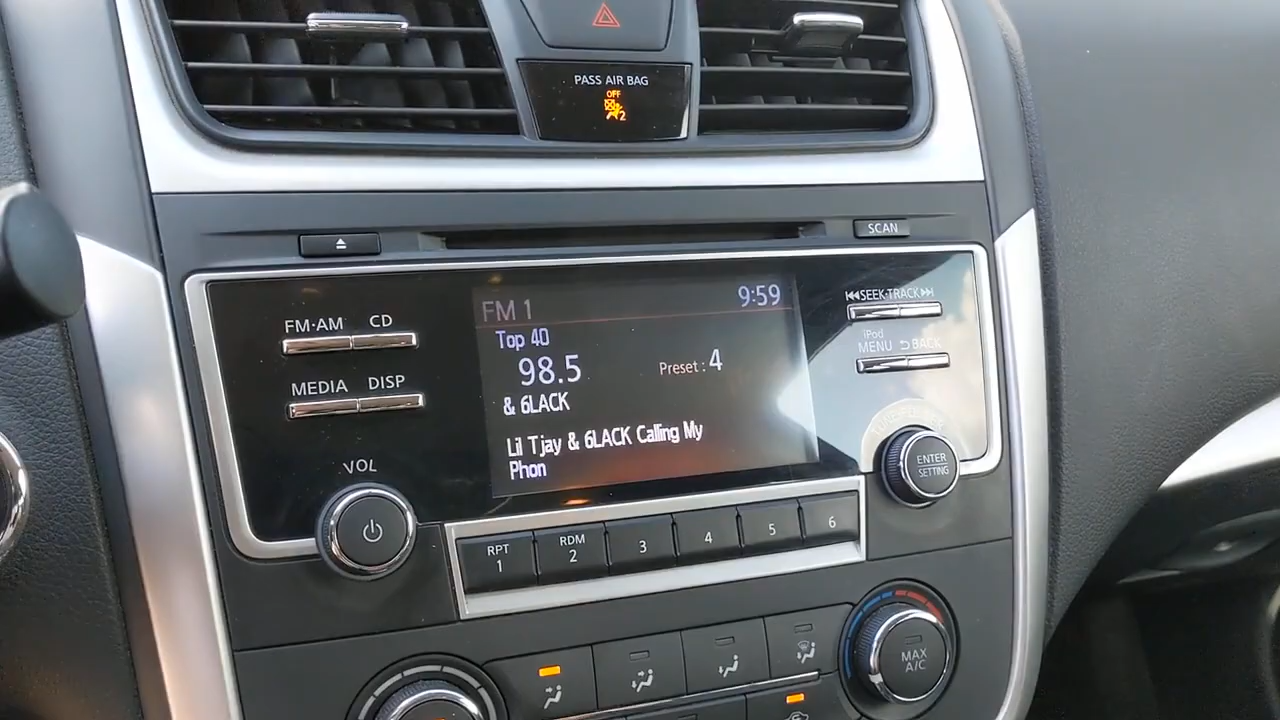 PASS AIR BAG
OFF
2
SCAN
FM·AM CD
MEDIA DISP
VOL
FM 1
9:59
Top 40
98.5
Preset : 4
& 6LACK
Lil Tjay & 6LACK Calling My
Phon
SEEK·TRACK
iPod
MENU BACK
ENTER
SETTING
RPT
1
RDM
2
3
4
5
6
MAX
A/C